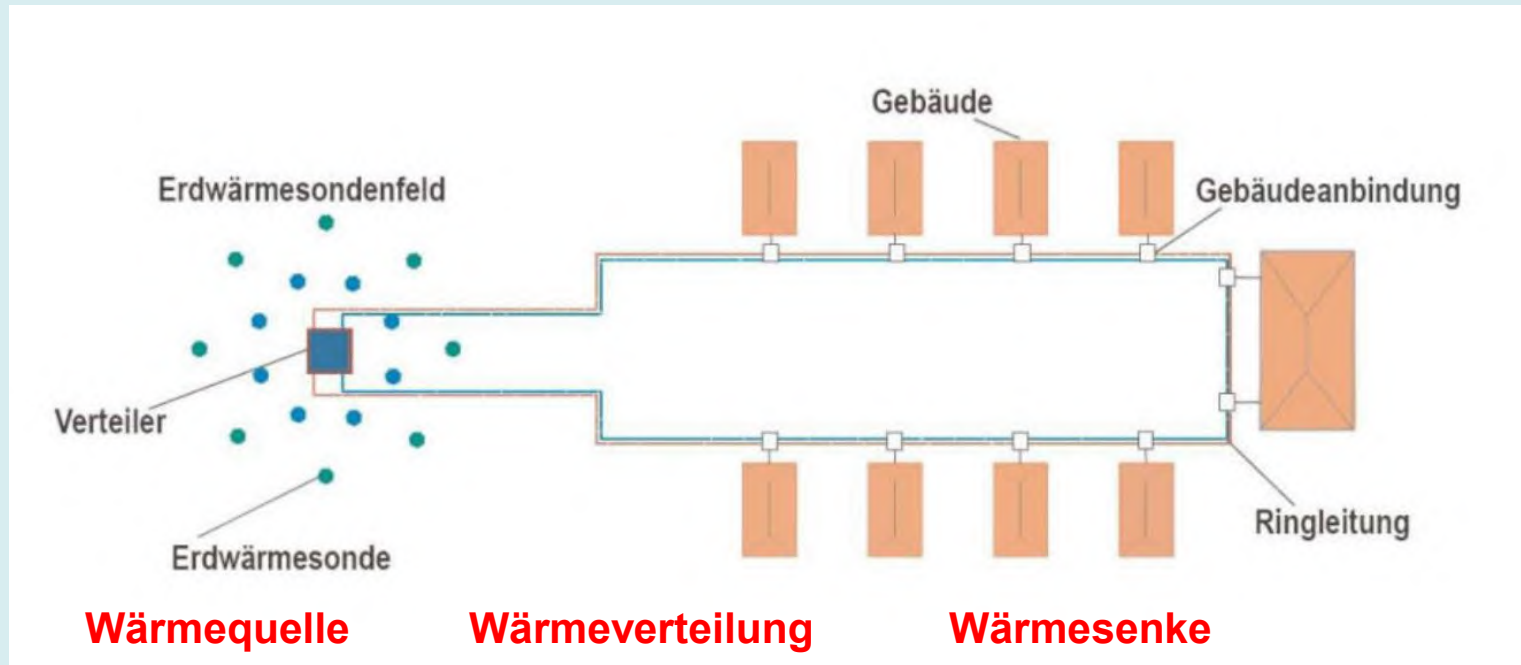 Gebäude
Erdwärmesondenfeld
Gebäudeanbindung
Verteiler
Ringleitung
Erdwärmesonde
Wärmequelle
Wärmeverteilung
Wärmesenke